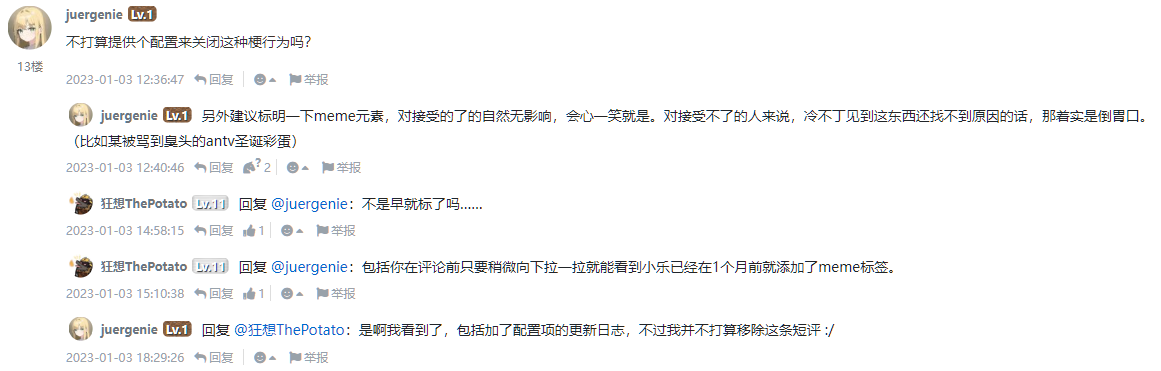 juergenie Lv.1
不打算提供个配置来关闭这种梗行为吗？
13楼
2023-01-03 12:36:47 回复 举报
juergenie Lv.1 另外建议标明一下meme元素，对接受的了的自然无影响，会心一笑就是。对接受不了的人来说，冷不丁见到这东西还找不到原因的话，那着实是倒胃口。
（比如某被骂到臭头的antv圣诞彩蛋）
2023-01-03 12:40:46 回复 2 举报
狂想ThePotato Lv.11 回复 @juergenie：不是早就标了吗……
2023-01-03 14:58:15 回复 1 举报
狂想ThePotato Lv.11 回复 @juergenie：包括你在评论前只要稍微向下拉一拉就能看到小乐已经在1个月前就添加了meme标签。
2023-01-03 15:10:38 回复 1 举报
juergenie Lv.1 回复 @狂想ThePotato：是啊我看到了，包括加了配置项的更新日志，不过我并不打算移除这条短评 :/
2023-01-03 18:29:26 回复 举报